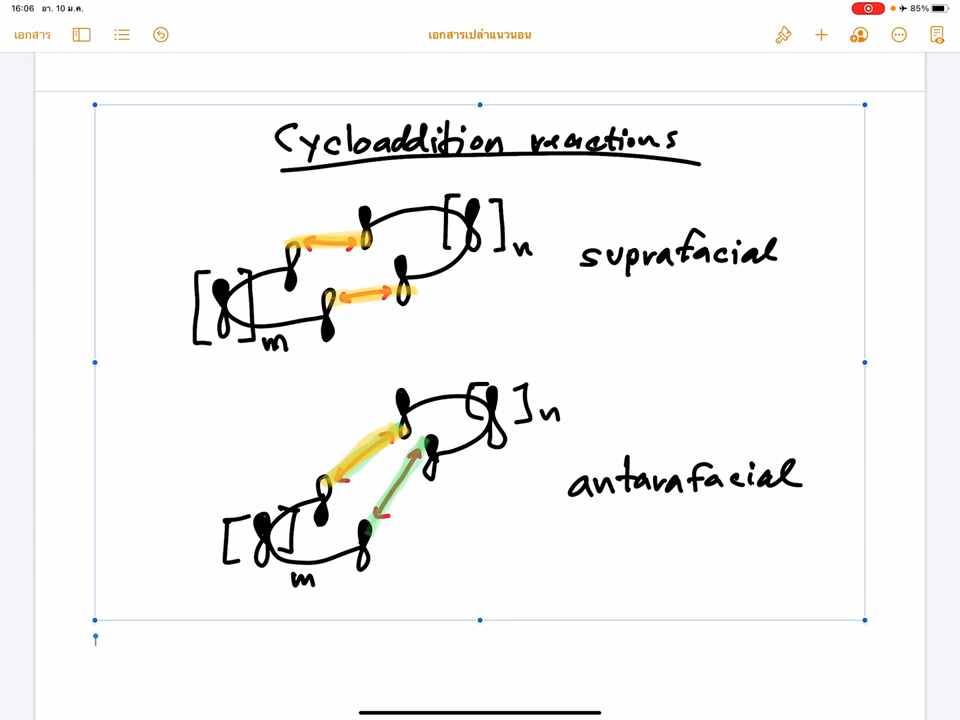 16:06 อา. 10 ม.ค.
85%
เอกสาร
เอกสารเปล่าแนวนอน
Cycloaddition reactions
[ ]n
suprafacial
[ ]m
[ ]n
antarafacial
[ ]
m